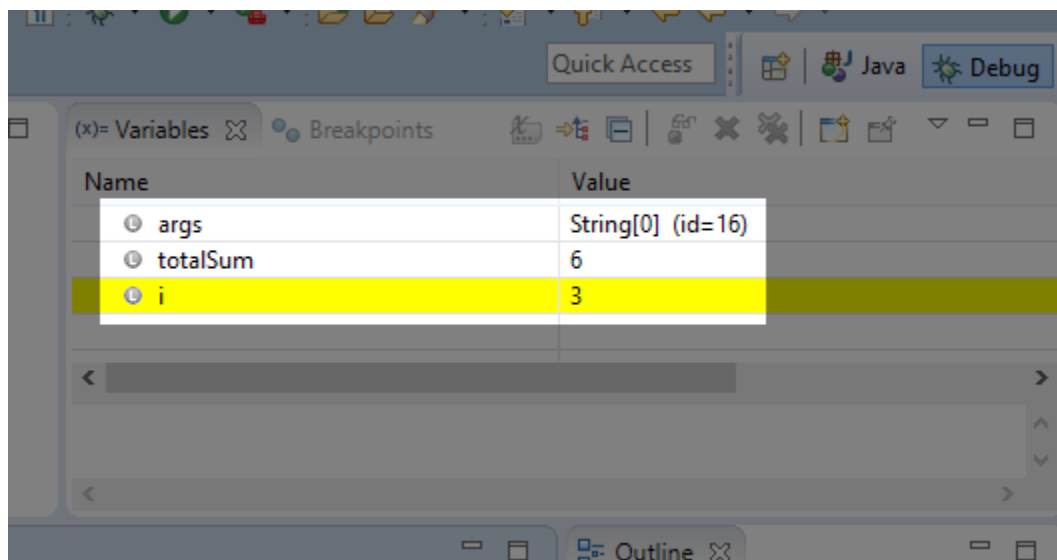 Quick Access
Java
Debug
(x)= Variables
Breakpoints
Name Value
args String[0] (id=16)
totalSum 6
i 3
Outline